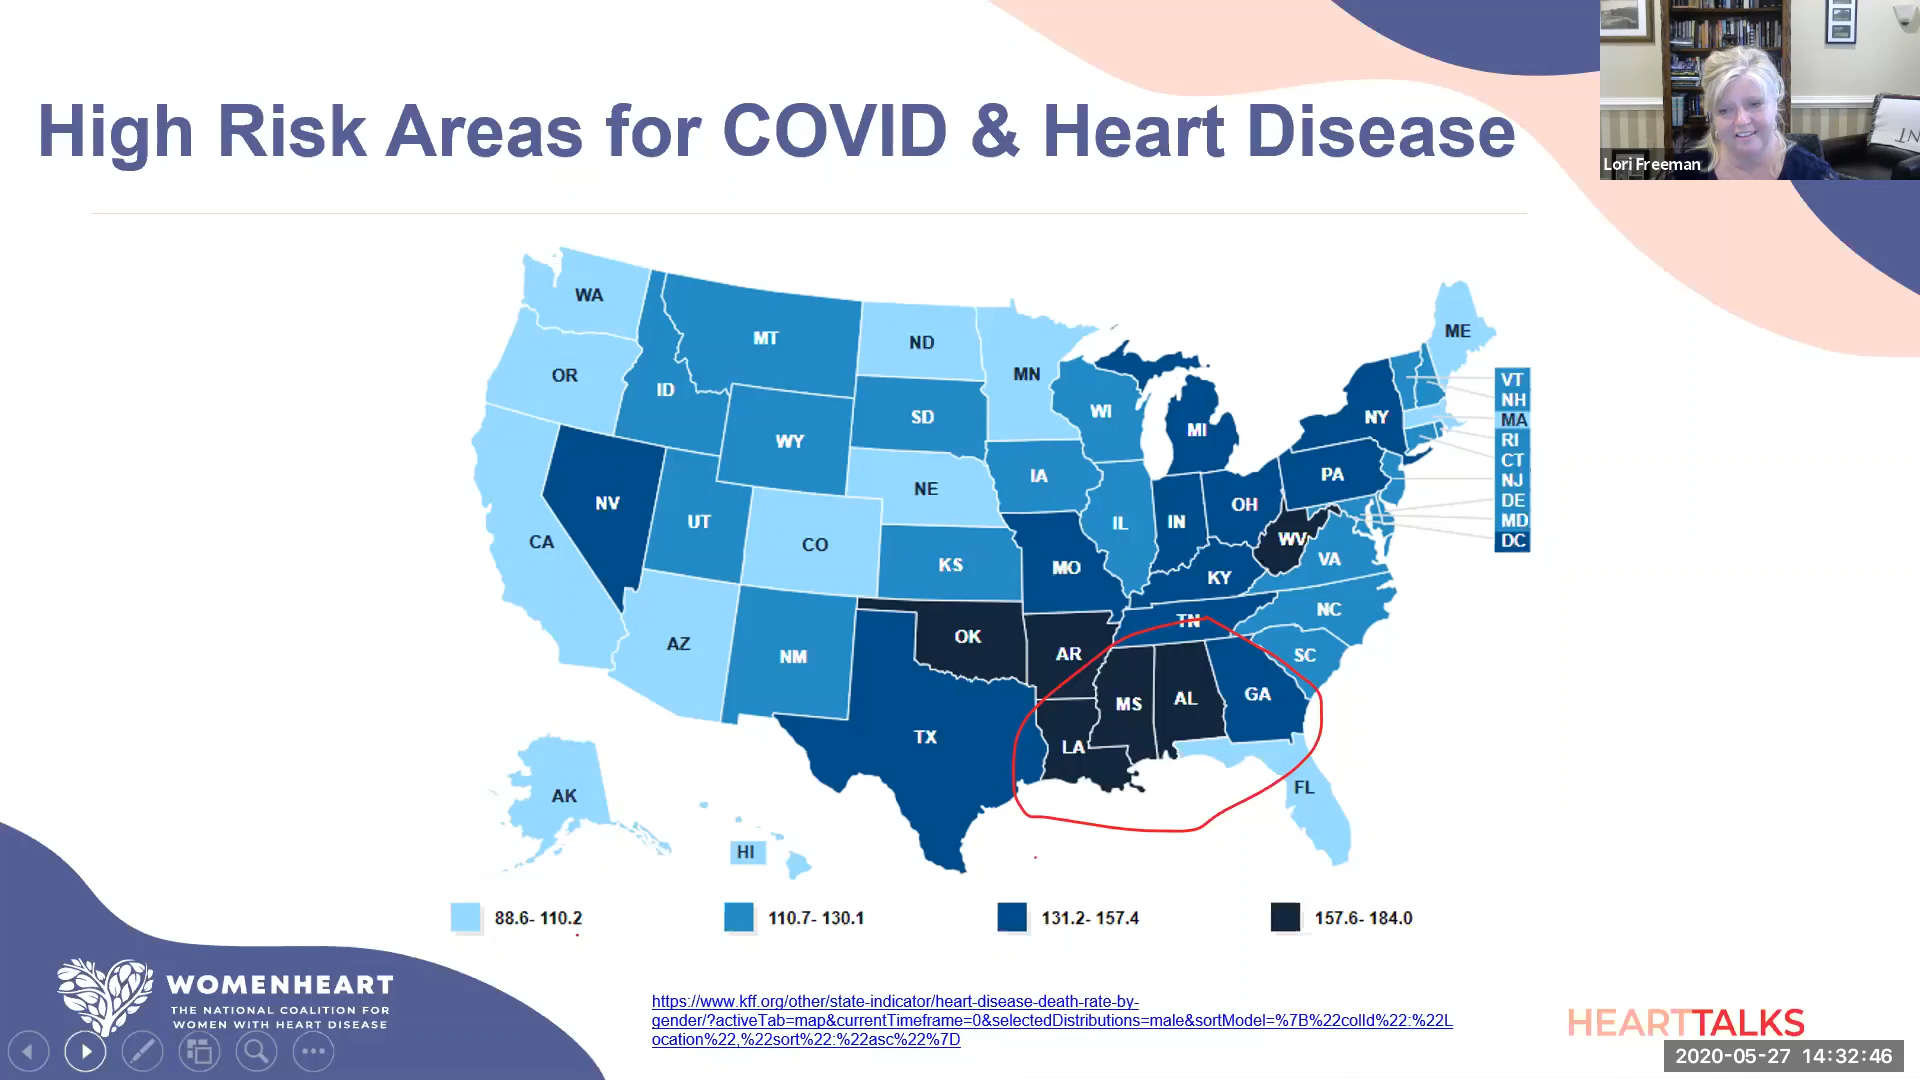 High Risk Areas for COVID & Heart Disease
Lori Freeman
WA
MT
ND
MN
ME
OR
ID
SD
WI
MI
NY
VT
NH
MA
RI
CT
NJ
DE
MD
DC
WY
NE
IA
PA
NV
UT
CO
KS
MO
IL
IN
OH
WV
VA
KY
CA
AZ
NM
OK
AR
TN
NC
SC
TX
LA
MS
AL
GA
FL
AK
HI
88.6- 110.2
110.7- 130.1
131.2- 157.4
157.6- 184.0
WOMENHEART
THE NATIONAL COALITION FOR
WOMEN WITH HEART DISEASE
https://www.kff.org/other/state-indicator/heart-disease-death-rate-by-
gender/?activeTab=map&currentTimeframe=0&selectedDistributions=male&sortModel=%7B%22colId%22:%22L
ocation%22,%22sort%22:%22asc%22%7D
HEARTTALKS
2020-05-27 14:32:46